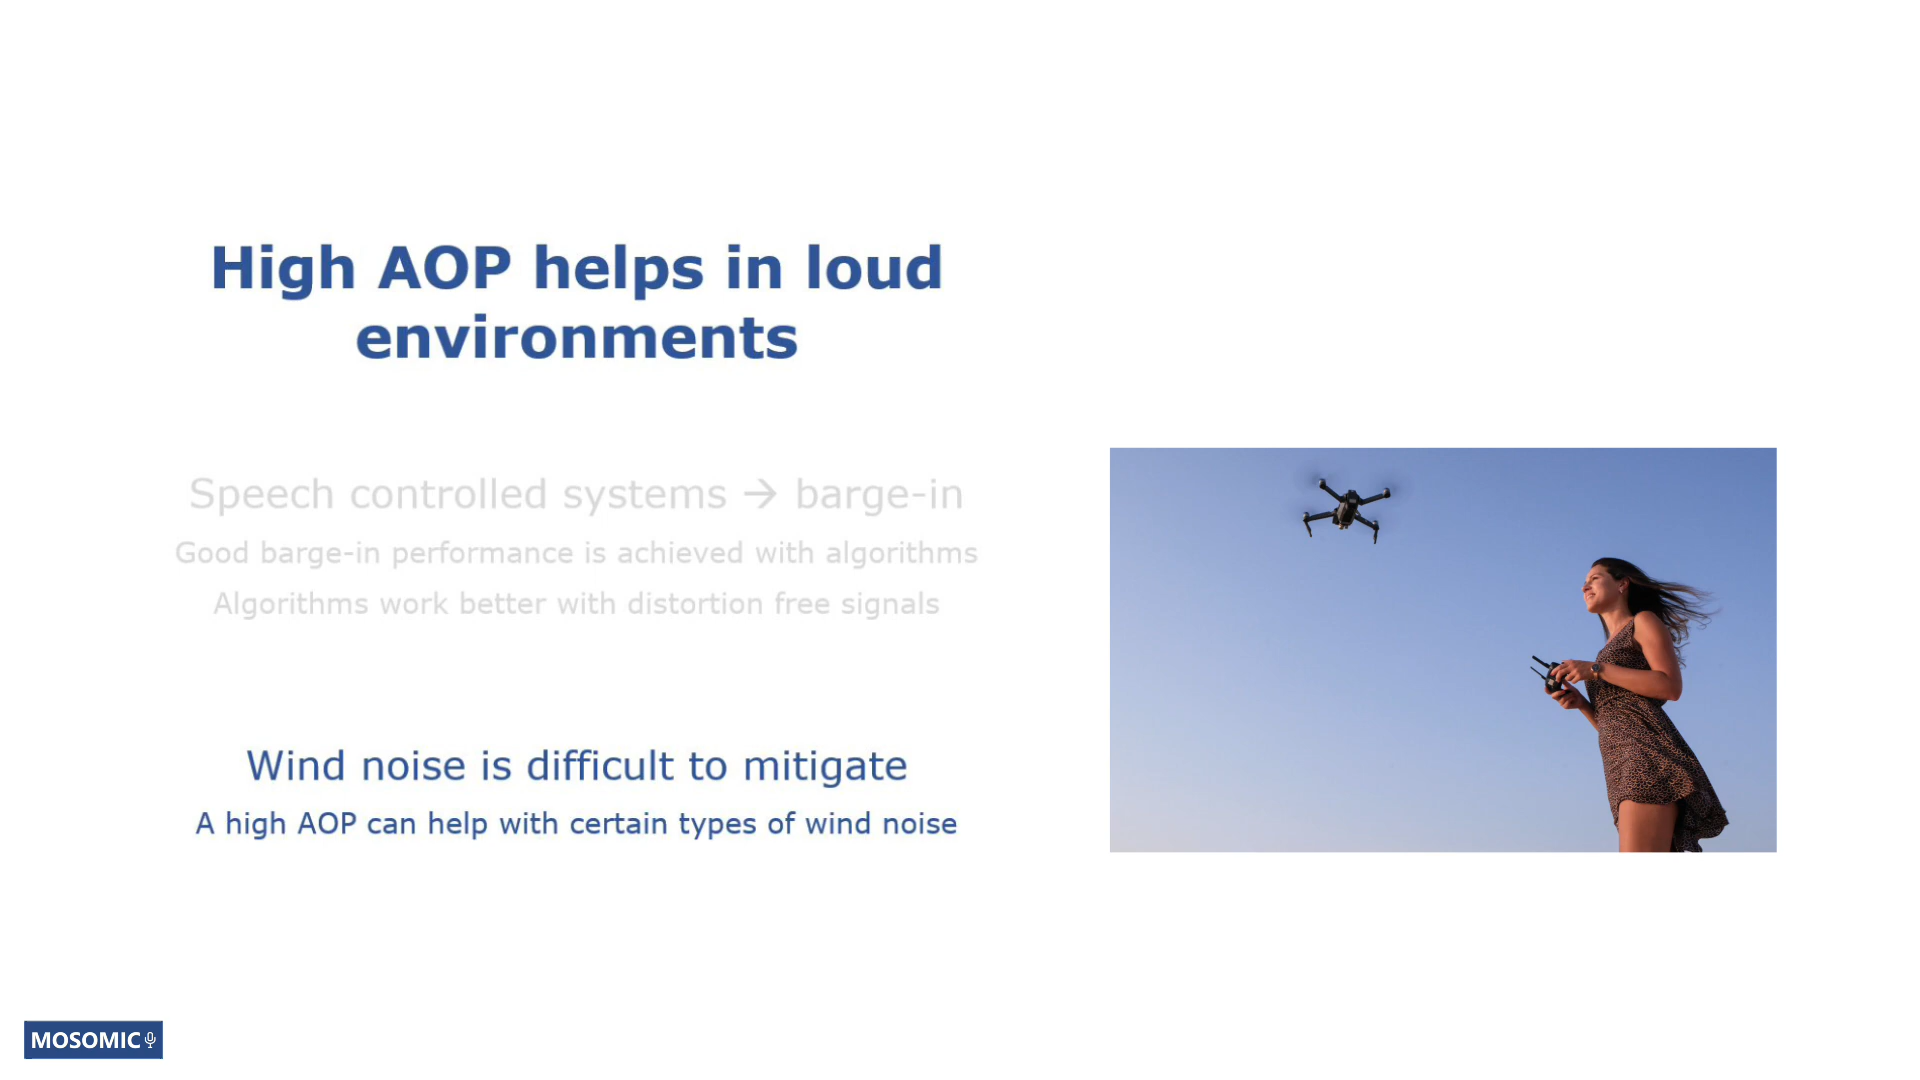 High AOP helps in loud
environments
Speech controlled systems → barge-in
Good barge-in performance is achieved with algorithms
Algorithms work better with distortion free signals
Wind noise is difficult to mitigate
A high AOP can help with certain types of wind noise
MOSOMIC